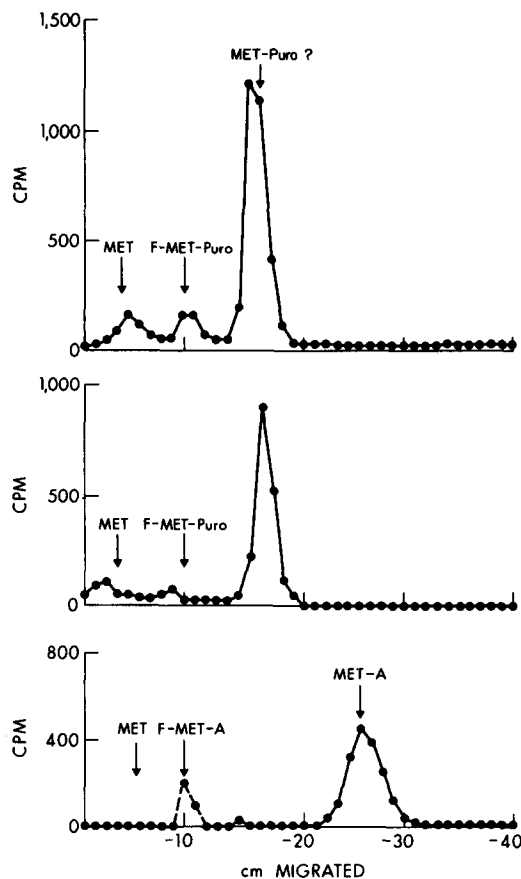 1,500
MET-Puro ?
1,000
CPM
500
MET F-MET-Puro
0
1,000
CPM
500
MET F-MET-Puro
0
800
MET-A
CPM
400
MET F-MET-A
0
-10 -20 -30 -40
cm MIGRATED